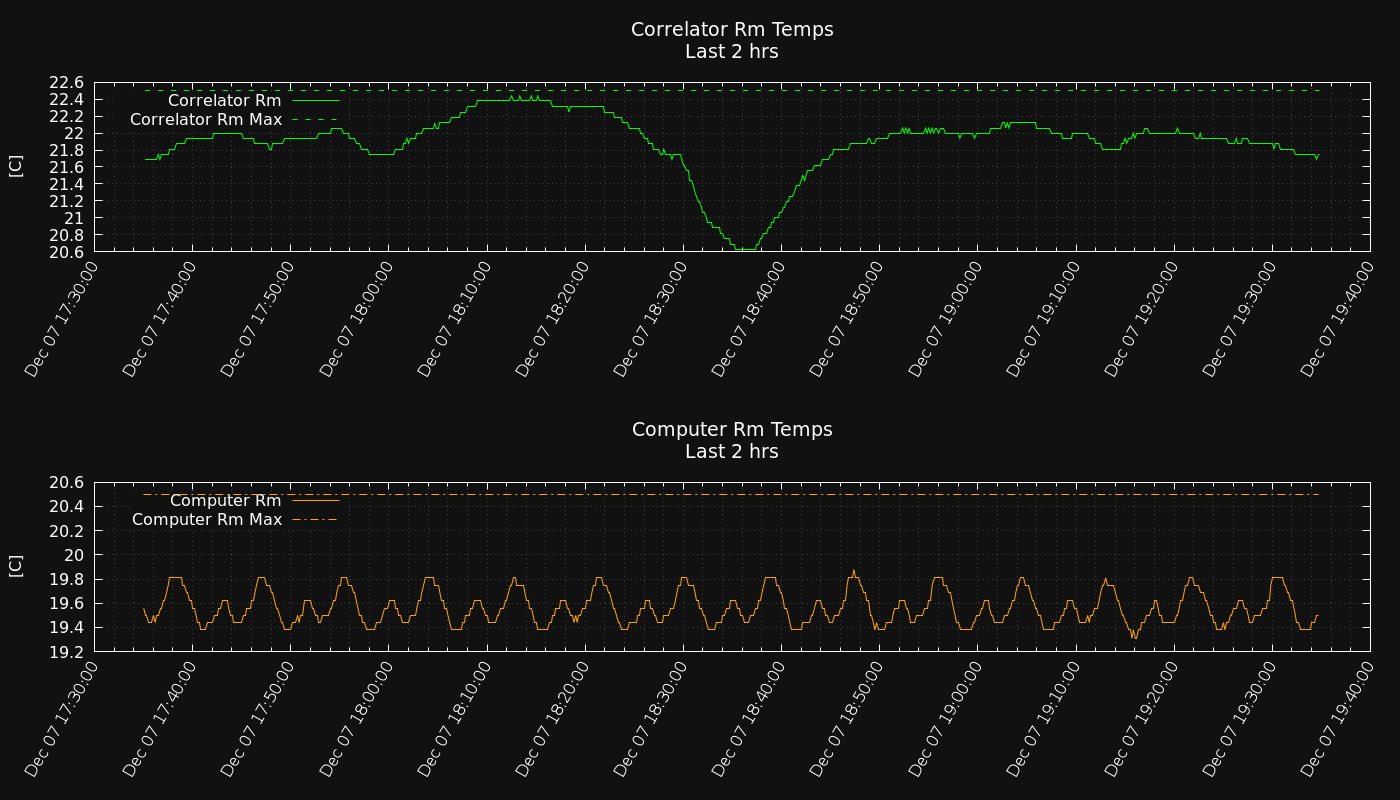 Correlator Rm Temps
Last 2 hrs
22.6
22.4
22.2
22
21.8
21.6
21.4
21.2
21
20.8
20.6
[C]
Correlator Rm
Correlator Rm Max
Dec 07 17:30:00
Dec 07 17:40:00
Dec 07 17:50:00
Dec 07 18:00:00
Dec 07 18:10:00
Dec 07 18:20:00
Dec 07 18:30:00
Dec 07 18:40:00
Dec 07 18:50:00
Dec 07 19:00:00
Dec 07 19:10:00
Dec 07 19:20:00
Dec 07 19:30:00
Dec 07 19:40:00
Computer Rm Temps
Last 2 hrs
20.6
20.4
20.2
20
19.8
19.6
19.4
19.2
[C]
Computer Rm
Computer Rm Max
Dec 07 17:30:00
Dec 07 17:40:00
Dec 07 17:50:00
Dec 07 18:00:00
Dec 07 18:10:00
Dec 07 18:20:00
Dec 07 18:30:00
Dec 07 18:40:00
Dec 07 18:50:00
Dec 07 19:00:00
Dec 07 19:10:00
Dec 07 19:20:00
Dec 07 19:30:00
Dec 07 19:40:00